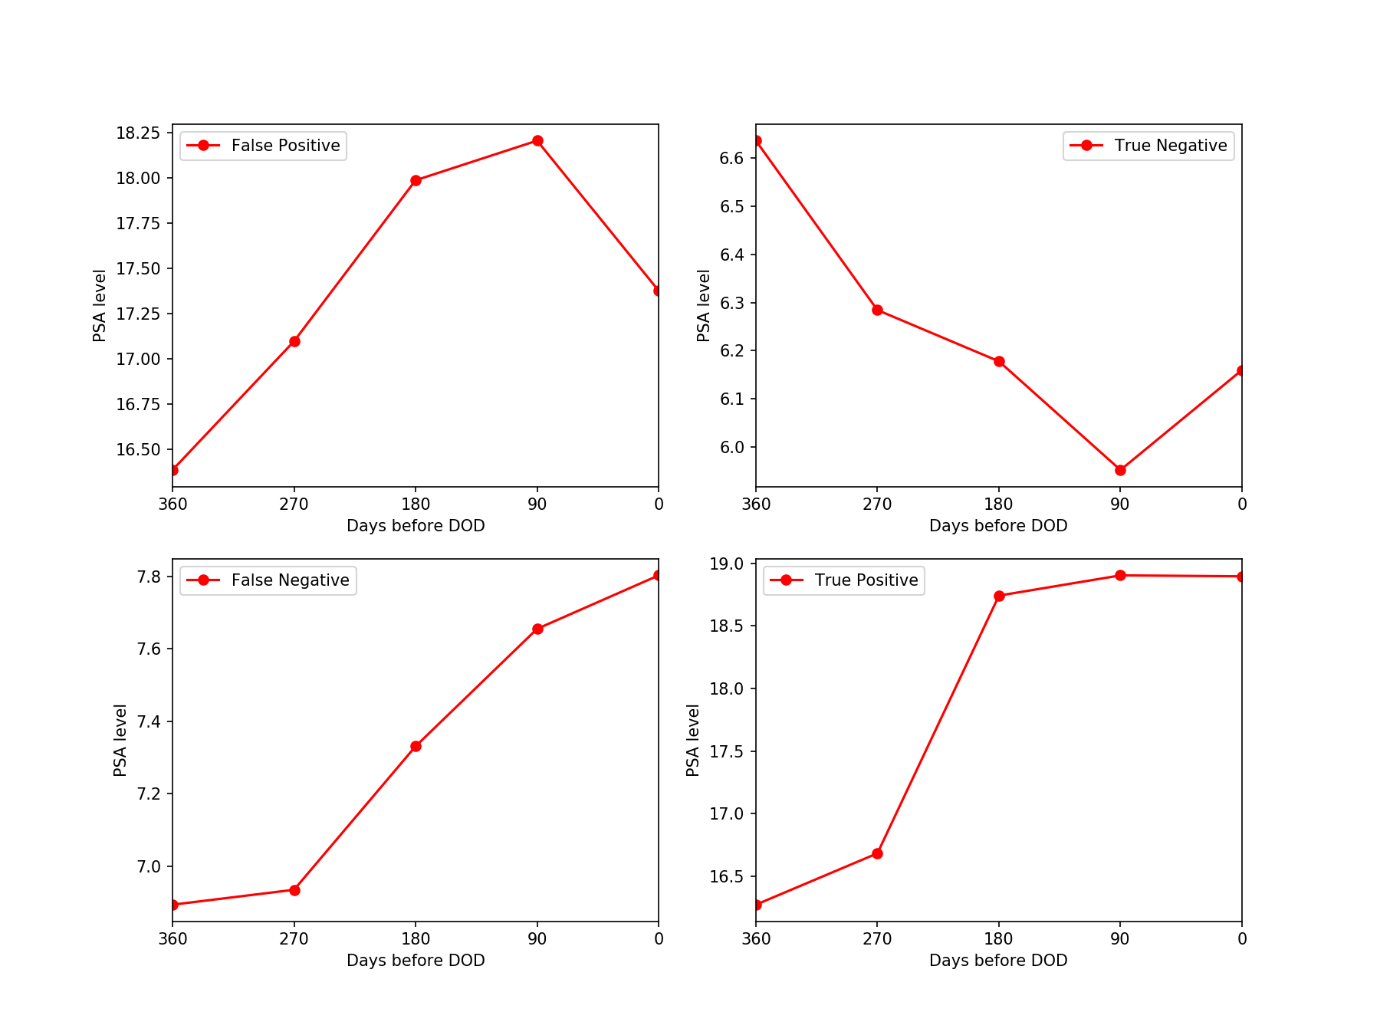 False Positive
18.25
18.00
17.75
17.50
17.25
17.00
16.75
16.50
PSA level
360 270 180 90 0
Days before DOD
True Negative
6.6
6.5
6.4
6.3
6.2
6.1
6.0
PSA level
360 270 180 90 0
Days before DOD
False Negative
7.8
7.6
7.4
7.2
7.0
PSA level
360 270 180 90 0
Days before DOD
True Positive
19.0
18.5
18.0
17.5
17.0
16.5
PSA level
360 270 180 90 0
Days before DOD